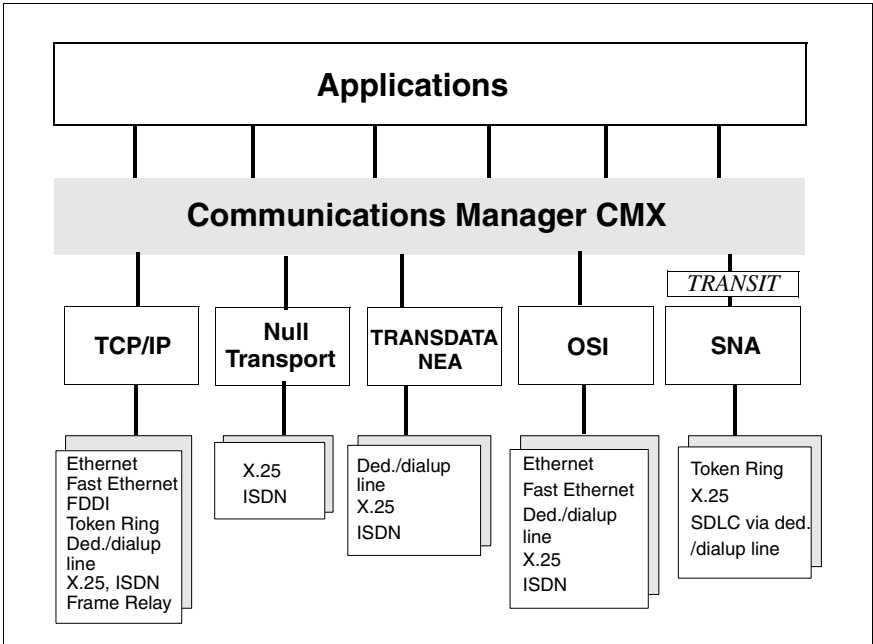 Applications
Communications Manager CMX
TRANSIT
TCP/IP
Null
Transport
TRANSDATA
NEA
OSI
SNA
Ethernet
Fast Ethernet
FDDI
Token Ring
Ded./dialup
line
X.25, ISDN
Frame Relay
X.25
ISDN
Ded./dialup
line
X.25
ISDN
Ethernet
Fast Ethernet
Ded./dialup
line
X.25
ISDN
Token Ring
X.25
SDLC via ded.
/dialup line